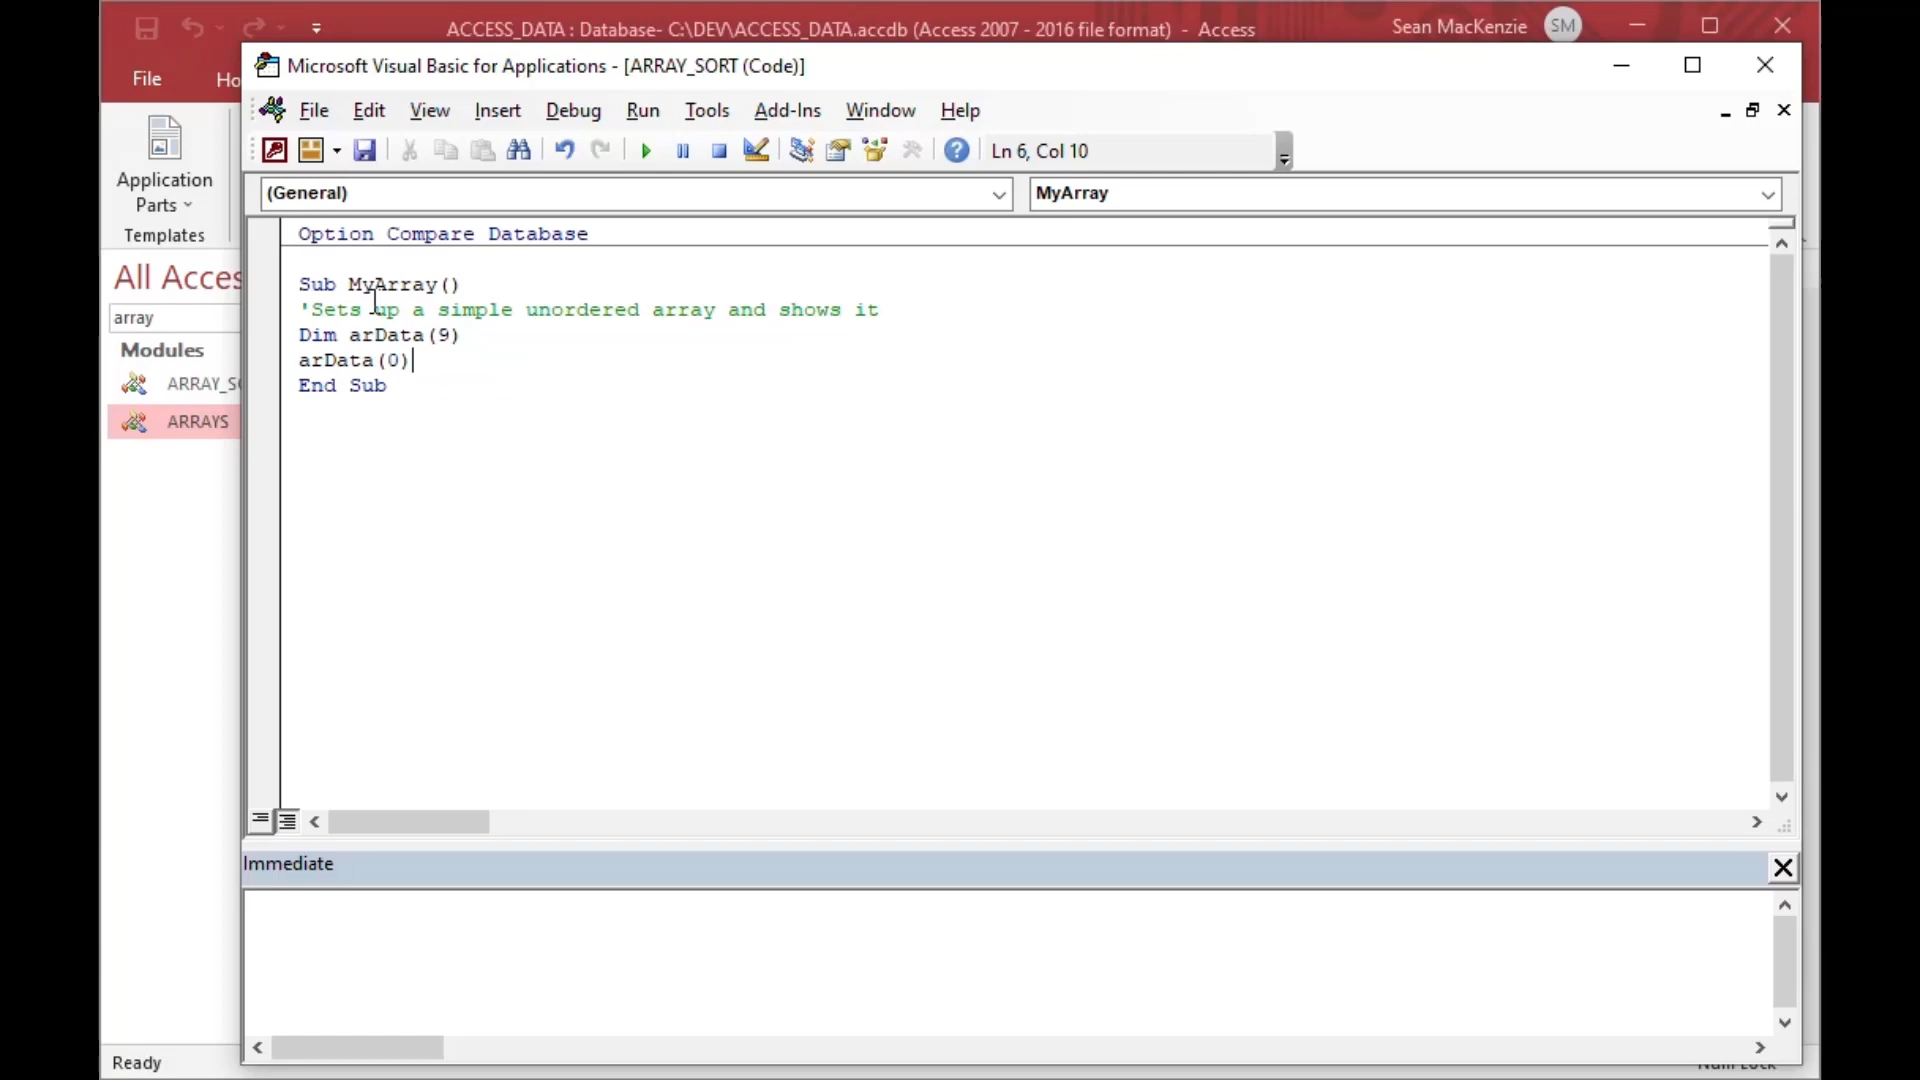 ACCESS_DATA : Database- C:\DEV\ACCESS_DATA.accdb (Access 2007 - 2016 file format) - Access
Sean MacKenzie
SM
File
Ho
Microsoft Visual Basic for Applications - [ARRAY_SORT (Code)]
File Edit View Insert Debug Run Tools Add-Ins Window Help
Ln 6, Col 10
Application
Parts
Templates
(General)
MyArray
Option Compare Database
Sub MyArray()
'Sets up a simple unordered array and shows it
Dim arData(9)
arData(0)
End Sub
All Acces
array
Modules
ARRAY_S
ARRAYS
Immediate
Ready